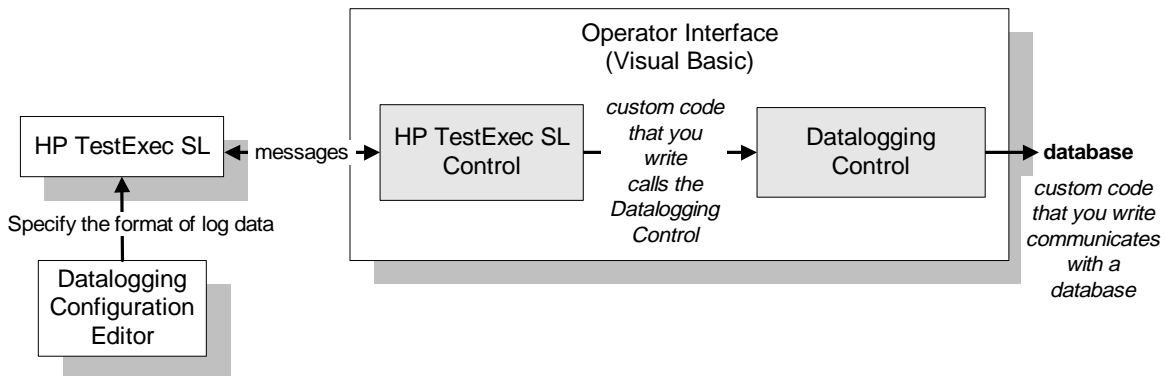 Operator Interface
(Visual Basic)
HP TestExec SL
messages
HP TestExec SL
Control
custom code
that you
write
calls the
Datalogging
Control
Datalogging
Control
database
custom code
that you write
communicates
with a
database
Specify the format of log data
Datalogging
Configuration
Editor